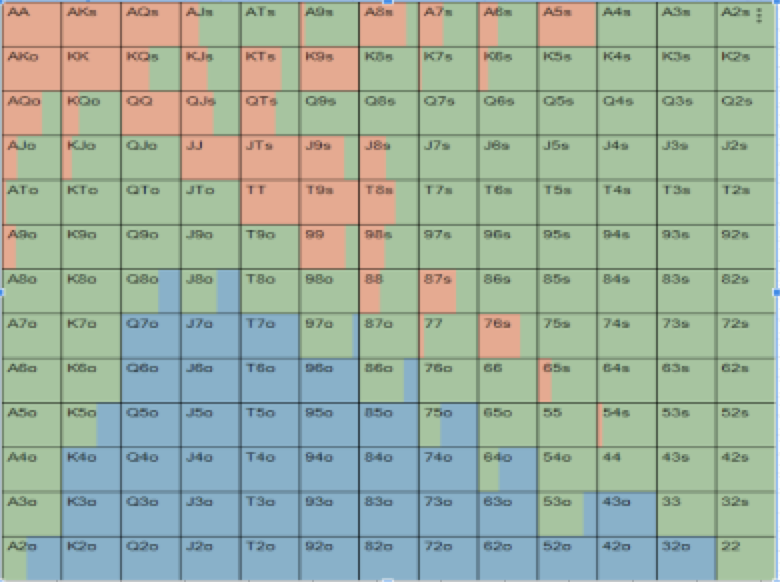 AA AKs AQs AJs ATs A9s A8s A7s A6s A5s A4s A3s A2s
AKo KK KQs KJs KTs K9s K8s K7s K6s K5s K4s K3s K2s
AQo KQo QQ QJs QTs Q9s Q8s Q7s Q6s Q5s Q4s Q3s Q2s
AJo KJo QJo JJ JTs J9s J8s J7s J6s J5s J4s J3s J2s
ATo KTo QTo JTo TT T9s T8s T7s T6s T5s T4s T3s T2s
A9o K9o Q9o J9o T9o 99 98s 97s 96s 95s 94s 93s 92s
A8o K8o Q8o J8o T8o 98o 88 87s 86s 85s 84s 83s 82s
A7o K7o Q7o J7o T7o 97o 87o 77 76s 75s 74s 73s 72s
A6o K6o Q6o J6o T6o 96o 86o 76o 66 65s 64s 63s 62s
A5o K5o Q5o J5o T5o 95o 85o 75o 65o 55 54s 53s 52s
A4o K4o Q4o J4o T4o 94o 84o 74o 64o 54o 44 43s 42s
A3o K3o Q3o J3o T3o 93o 83o 73o 63o 53o 43o 33 32s
A2o K2o Q2o J2o T2o 92o 82o 72o 62o 52o 42o 32o 22